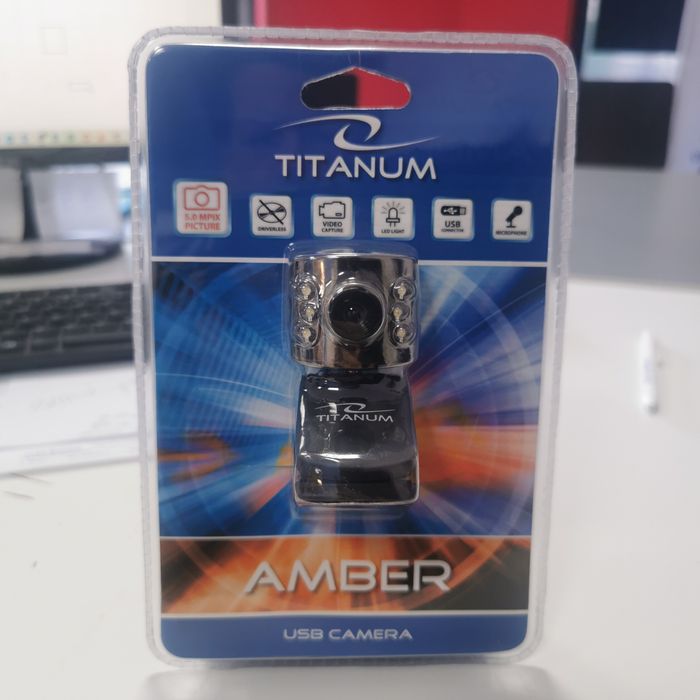 TITANUM
5.0 MPIX
PICTURE
DRIVERLESS
VIDEO
CAPTURE
LED LIGHT
USB
CONNECTOR
MICROPHONE
TITANUM
AMBER
USB CAMERA